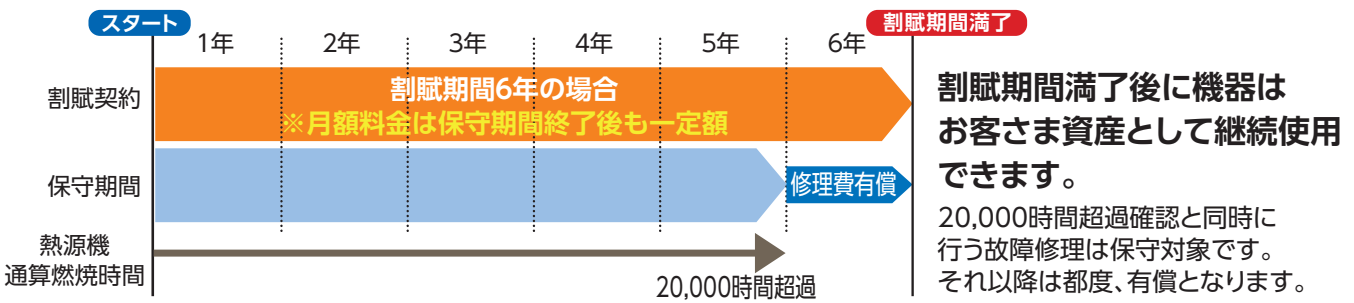 スタート
割賦期間満了
1年 2年 3年 4年 5年 6年
割賦契約
割賦期間6年の場合
※月額料金は保守期間終了後も一定額
保守期間
修理費有償
熱源機
通算燃焼時間
20,000時間超過
割賦期間満了後に機器は
お客さま資産として継続使用
できます。
20,000時間超過確認と同時に
行う故障修理は保守対象です。
それ以降は都度、有償となります。